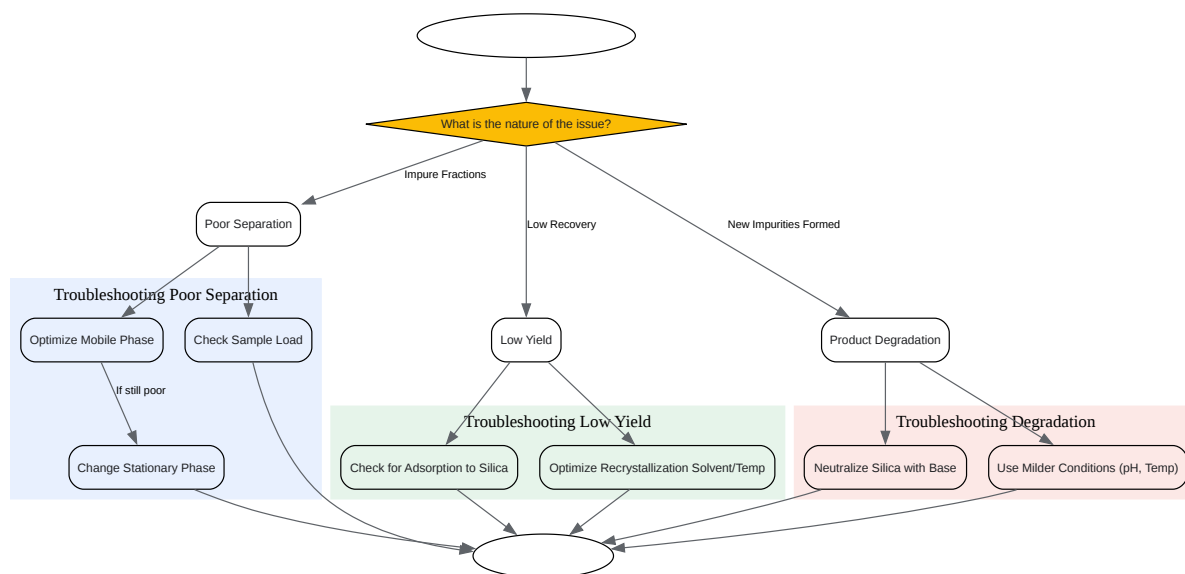 What is the nature of the issue?
Impure Fractions
Poor Separation
Low Recovery
New Impurities Formed
Troubleshooting Poor Separation
Optimize Mobile Phase
Check Sample Load
Low Yield
Product Degradation
If still poor
Troubleshooting Low Yield
Troubleshooting Degradation
Change Stationary Phase
Check for Adsorption to Silica
Optimize Recrystallization Solvent/Temp
Neutralize Silica with Base
Use Milder Conditions (pH, Temp)